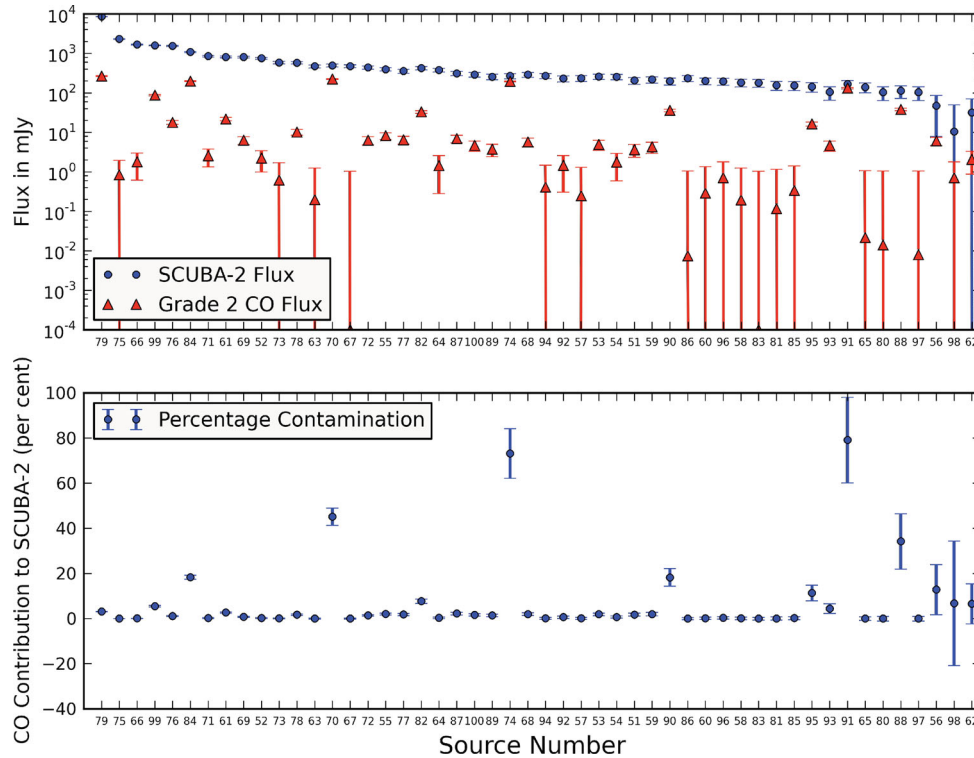 Flux in mJy
10^4
10^3
10^2
10^1
10^0
10^-1
10^-2
10^-3
10^-4
SCUBA-2 Flux
Grade 2 CO Flux
79 75 66 99 76 84 71 61 69 52 73 78 63 70 67 72 55 77 82 64 87 100 89 74 68 94 92 57 53 54 51 59 90 86 60 96 58 83 81 85 95 93 91 65 80 88 97 56 98 62
CO Contribution to SCUBA-2 (per cent)
100
80
60
40
20
0
−20
−40
Percentage Contamination
79 75 66 99 76 84 71 61 69 52 73 78 63 70 67 72 55 77 82 64 87 100 89 74 68 94 92 57 53 54 51 59 90 86 60 96 58 83 81 85 95 93 91 65 80 88 97 56 98 62
Source Number